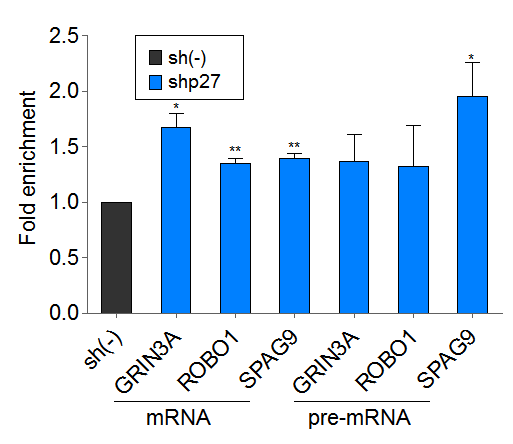 Fold enrichment
2.5
2.0
1.5
1.0
0.5
0.0
sh(-)
shp27
*
**
**
*
sh(-)
GRIN3A
ROBO1
SPAG9
GRIN3A
ROBO1
SPAG9
mRNA
pre-mRNA